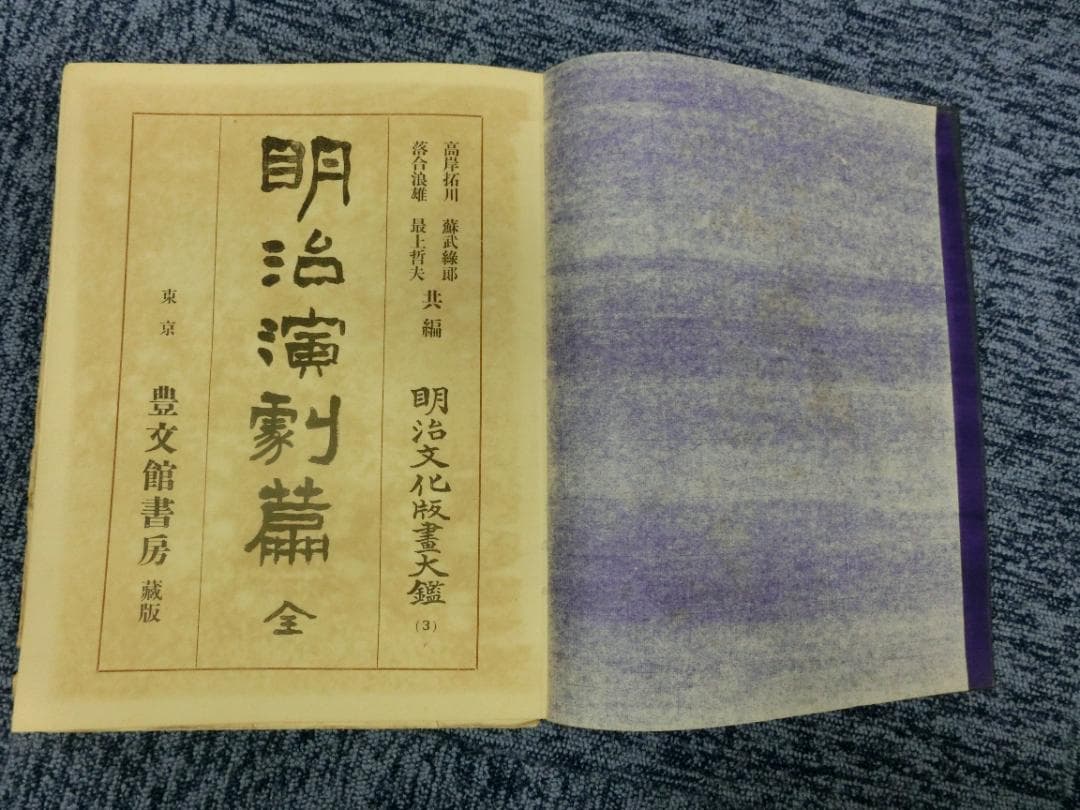 高岸拓川 蘇武緑郎
落合浪雄 最上哲夫
共編
明治文化版畫大鑑
(3)
明治演劇篇 全
東京 豊文館書房 藏版